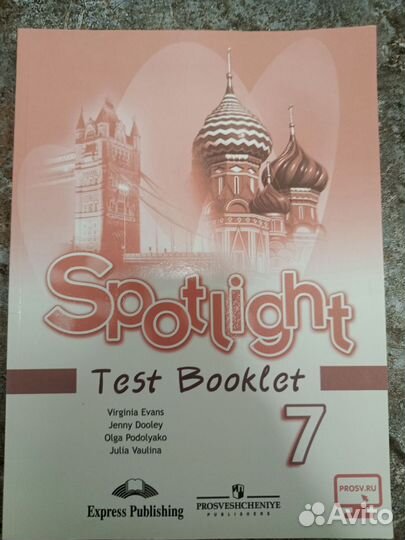 Spotlight
Test Booklet
7
Virginia Evans
Jenny Dooley
Olga Podolyako
Julia Vaulina
Express Publishing
PROSVESHCHENIYE
PUBLISHERS
PROSV.RU
Avito